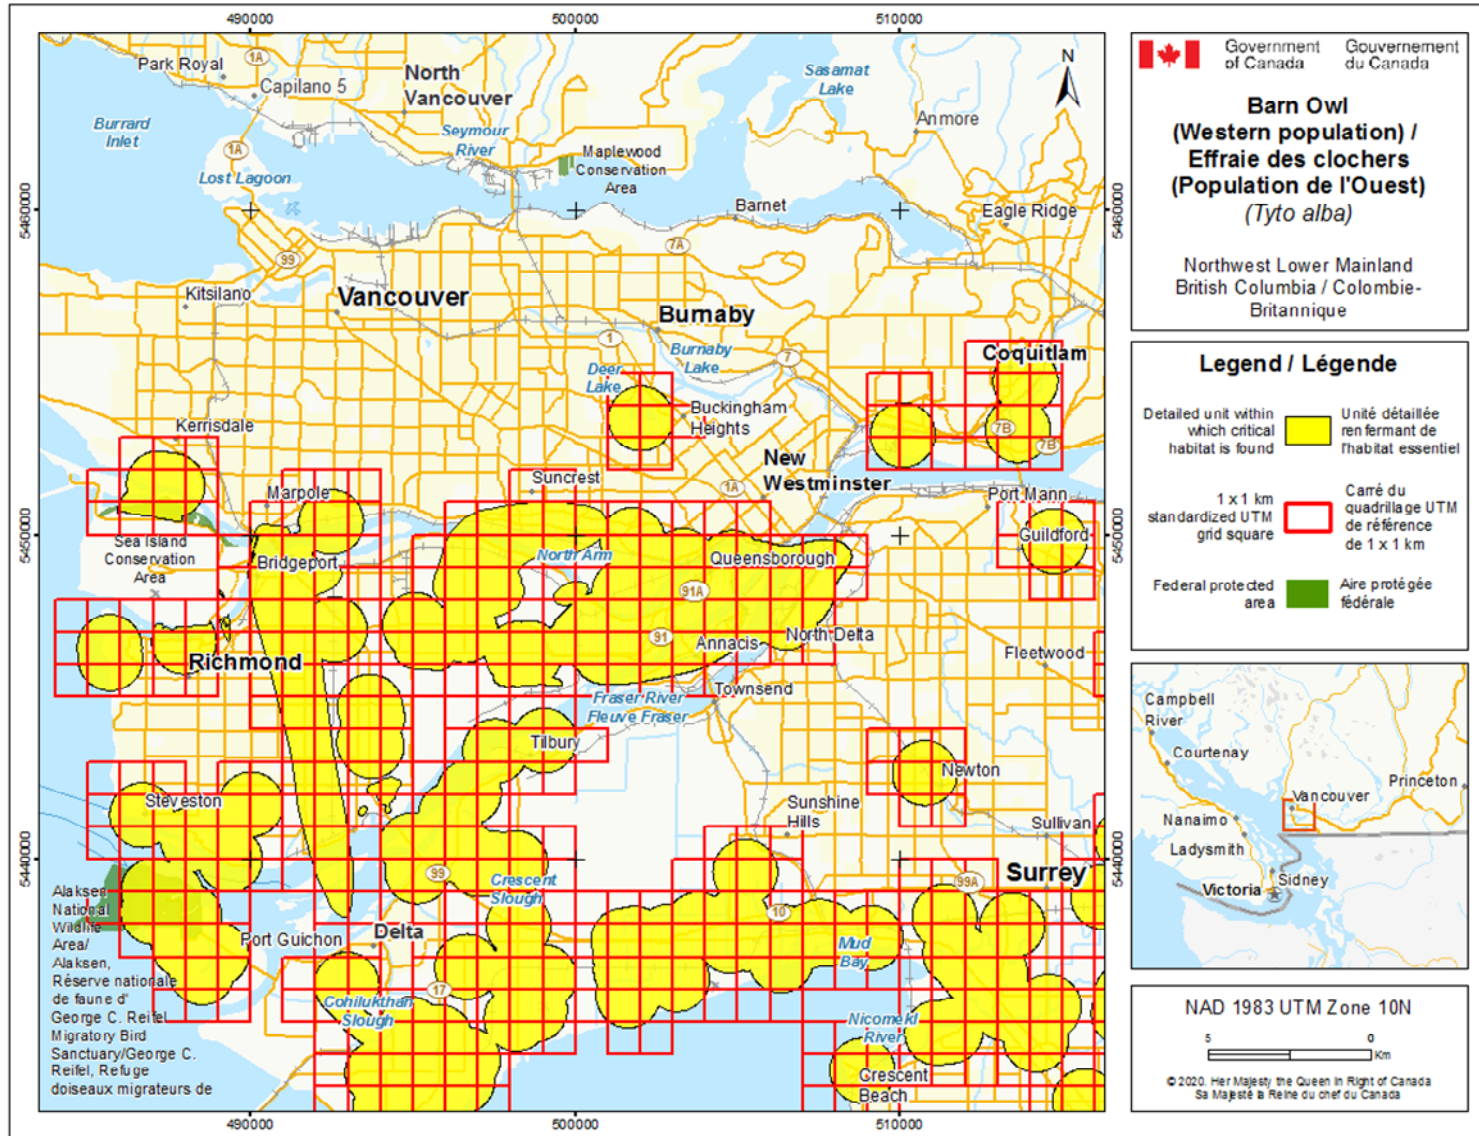 490000
500000
510000
Park Royal
1A
Capilano 5
North
Vancouver
Sasamat
Lake
N
Burrard
Inlet
Seymour
River
Anmore
1A
Lost Lagoon
Maplewood
Conservation
Area
5460000
Barnet
Eagle Ridge
5460000
7A
99
Kitsilano
Vancouver
Burnaby
1
Burnaby
Lake
7
Coquitlam
Deer
Lake
Buckingham
Heights
Kerrisdale
7B
7B
New
Westminster
Suncrest
1A
Marpole
Port Mann
5450000
Sea Island
Conservation
Area
Bridgeport
North Arm
Queensborough
Guildford
5450000
91A
91
Annacis
North Delta
Richmond
Fleetwood
Townsend
Fraser River
Fleuve Fraser
Tilbury
Newton
Steveston
Sunshine
Hills
Sullivan
5440000
99
Crescent
Slough
99A
Surrey
5440000
Alaksen
National
Wildlife
Area/
Alaksen,
Réserve nationale
de faune d'
George C. Reifel
Migratory Bird
Sanctuary/George C.
Reifel, Refuge
doiseaux migrateurs de
10
Port Guichon
Delta
Mud
Bay
17
Cohilukthan
Slough
Nicomekl
River
Crescent
Beach
490000
500000
510000
Government
of Canada
Gouvernement
du Canada
Barn Owl
(Western population) /
Effraie des clochers
(Population de l'Ouest)
(Tyto alba)
Northwest Lower Mainland
British Columbia / Colombie-
Britannique
Legend / Légende
Detailed unit within
which critical
habitat is found
Unité détaillée
renfermant de
l'habitat essentiel
1 x 1 km
standardized UTM
grid square
Carré du
quadrillage UTM
de référence
de 1 x 1 km
Federal protected
area
Aire protégée
fédérale
Campbell
River
Courtenay
Princeton
Vancouver
Nanaimo
Ladysmith
Sidney
Victoria
NAD 1983 UTM Zone 10N
5
0
Km
© 2020. Her Majesty the Queen in Right of Canada
Sa Majesté la Reine du chef du Canada